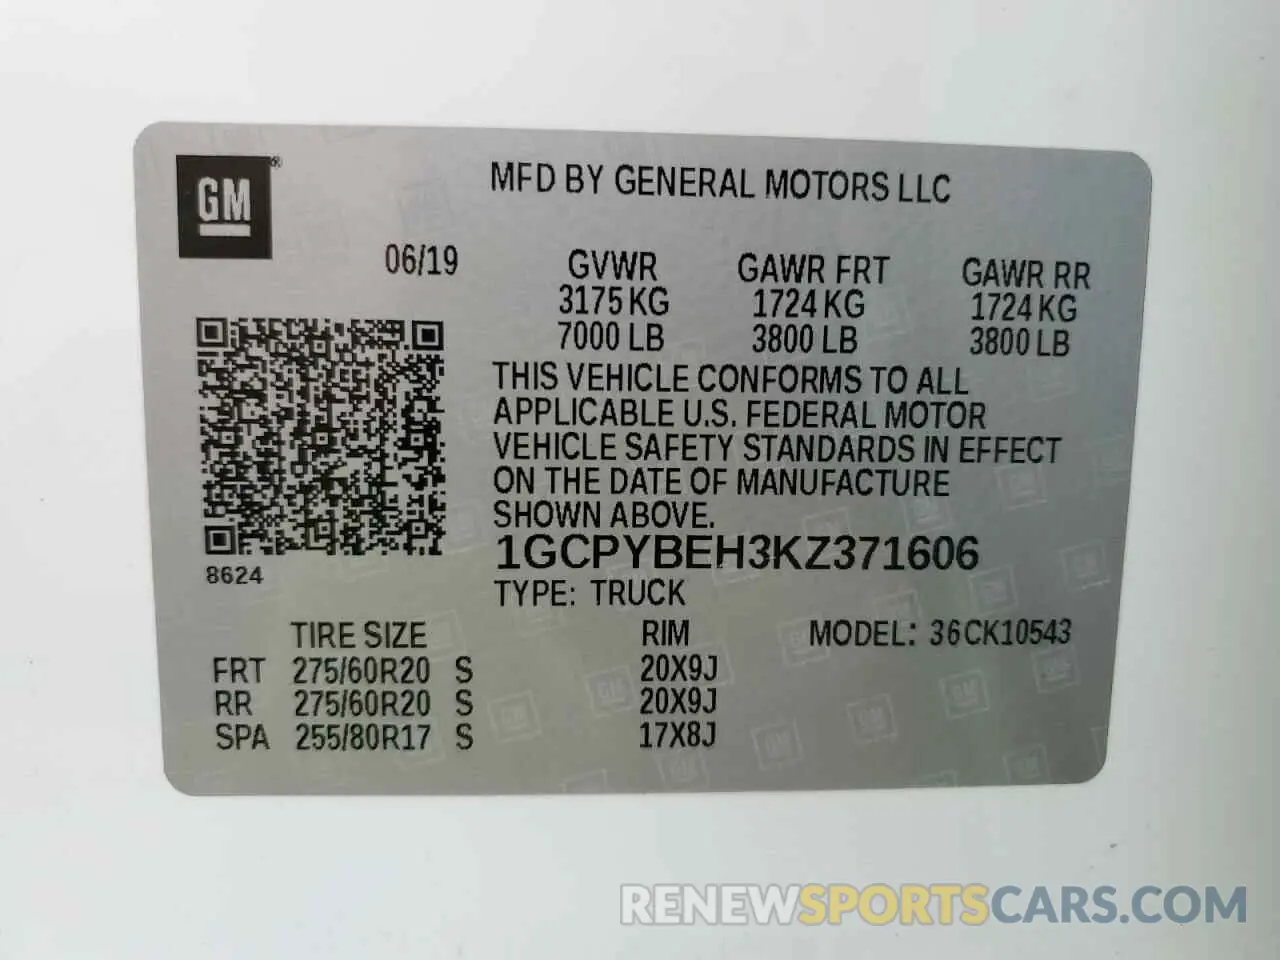 GM®
MFD BY GENERAL MOTORS LLC
06/19
GVWR GAWR FRT GAWR RR
3175 KG 1724 KG 1724 KG
7000 LB 3800 LB 3800 LB
THIS VEHICLE CONFORMS TO ALL
APPLICABLE U.S. FEDERAL MOTOR
VEHICLE SAFETY STANDARDS IN EFFECT
ON THE DATE OF MANUFACTURE
SHOWN ABOVE.
1GCPYBEH3KZ371606
8624
TYPE: TRUCK
TIRE SIZE RIM MODEL: 36CK10543
FRT 275/60R20 S 20X9J
RR 275/60R20 S 20X9J
SPA 255/80R17 S 17X8J
RENEWSPORTSCARS.COM